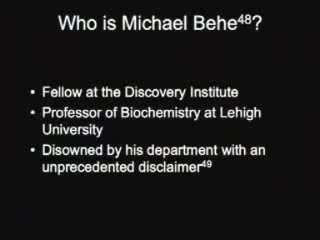 Who is Michael Behe48?
• Fellow at the Discovery Institute
• Professor of Biochemistry at Lehigh
University
• Disowned by his department with an
unprecedented disclaimer49